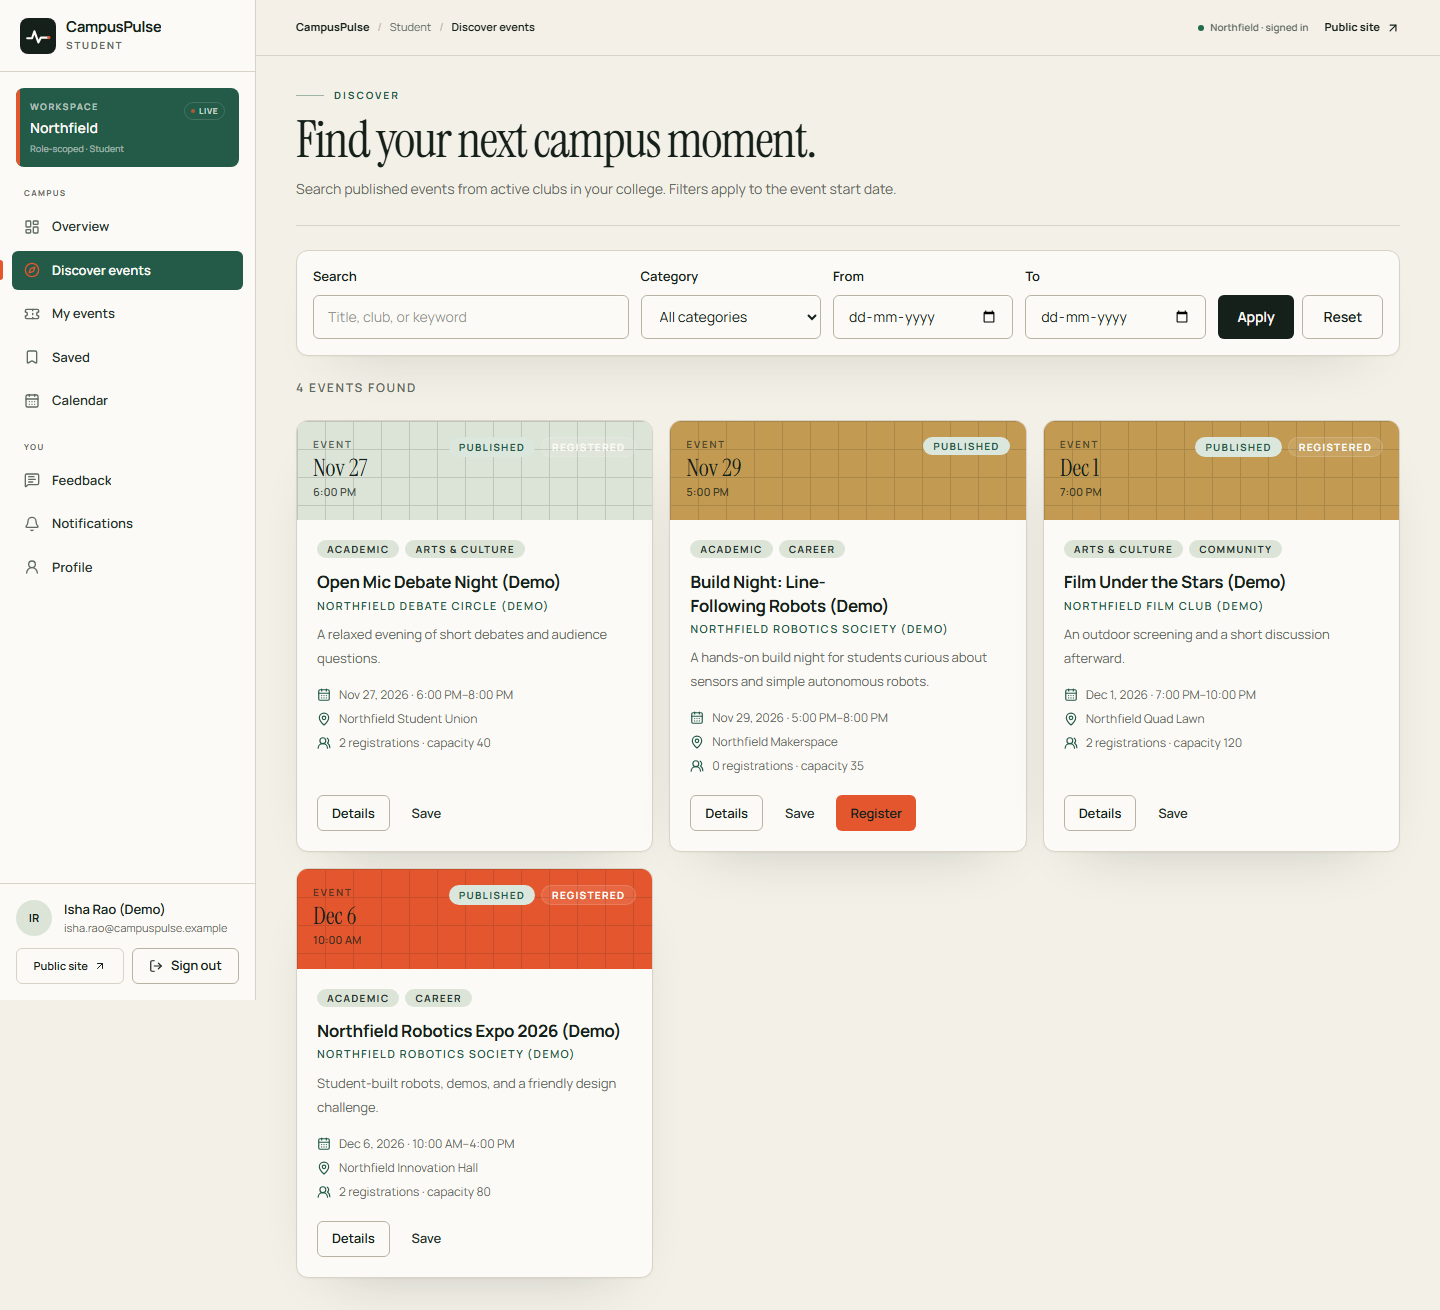 CampusPulse
STUDENT
WORKSPACE
LIVE
Northfield
Role-scoped · Student
CAMPUS
Overview
Discover events
My events
Saved
Calendar
YOU
Feedback
Notifications
Profile
IR
Isha Rao (Demo)
isha.rao@campuspulse.example
Public site
Sign out
CampusPulse / Student / Discover events
Northfield · signed in
Public site
DISCOVER
Find your next campus moment.
Search published events from active clubs in your college. Filters apply to the event start date.
Search
Category
From
To
Title, club, or keyword
All categories
dd-mm-yyyy
dd-mm-yyyy
Apply
Reset
4 EVENTS FOUND
EVENT
PUBLISHED
REGISTERED
Nov 27
6:00 PM
ACADEMIC
ARTS & CULTURE
Open Mic Debate Night (Demo)
NORTHFIELD DEBATE CIRCLE (DEMO)
A relaxed evening of short debates and audience
questions.
Nov 27, 2026 · 6:00 PM–8:00 PM
Northfield Student Union
2 registrations · capacity 40
Details
Save
EVENT
PUBLISHED
Nov 29
5:00 PM
ACADEMIC
CAREER
Build Night: Line-
Following Robots (Demo)
NORTHFIELD ROBOTICS SOCIETY (DEMO)
A hands-on build night for students curious about
sensors and simple autonomous robots.
Nov 29, 2026 · 5:00 PM–8:00 PM
Northfield Makerspace
0 registrations · capacity 35
Details
Save
Register
EVENT
PUBLISHED
REGISTERED
Dec 1
7:00 PM
ARTS & CULTURE
COMMUNITY
Film Under the Stars (Demo)
NORTHFIELD FILM CLUB (DEMO)
An outdoor screening and a short discussion
afterward.
Dec 1, 2026 · 7:00 PM–10:00 PM
Northfield Quad Lawn
2 registrations · capacity 120
Details
Save
EVENT
PUBLISHED
REGISTERED
Dec 6
10:00 AM
ACADEMIC
CAREER
Northfield Robotics Expo 2026 (Demo)
NORTHFIELD ROBOTICS SOCIETY (DEMO)
Student-built robots, demos, and a friendly design
challenge.
Dec 6, 2026 · 10:00 AM–4:00 PM
Northfield Innovation Hall
2 registrations · capacity 80
Details
Save